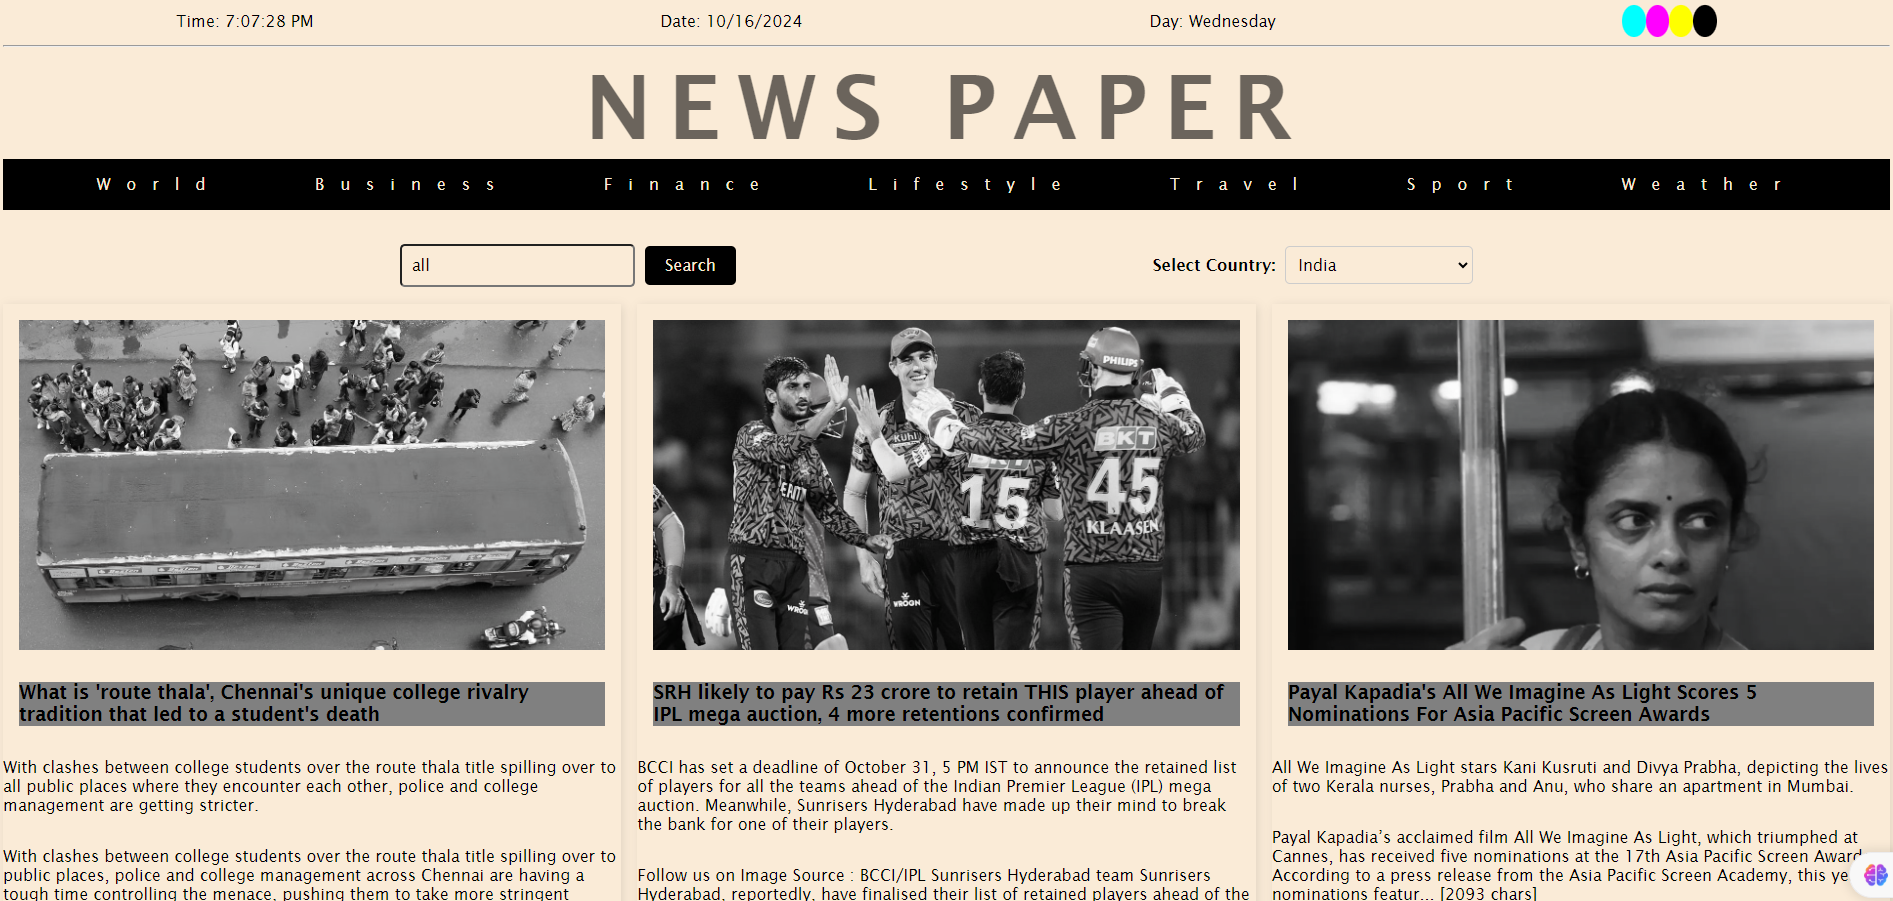 Time: 7:07:28 PM
Date: 10/16/2024
Day: Wednesday
NEWS PAPER
World
Business
Finance
Lifestyle
Travel
Sport
Weather
all
Search
Select Country:
India
PHILIPS
Kuhl
BKT
BKT
15
45
KLAASEN
WROGN
WROGN
What is 'route thala', Chennai's unique college rivalry
tradition that led to a student's death
With clashes between college students over the route thala title spilling over to
all public places where they encounter each other, police and college
management are getting stricter.
With clashes between college students over the route thala title spilling over to
public places, police and college management across Chennai are having a
tough time controlling the menace, pushing them to take more stringent
SRH likely to pay Rs 23 crore to retain THIS player ahead of
IPL mega auction, 4 more retentions confirmed
BCCI has set a deadline of October 31, 5 PM IST to announce the retained list
of players for all the teams ahead of the Indian Premier League (IPL) mega
auction. Meanwhile, Sunrisers Hyderabad have made up their mind to break
the bank for one of their players.
Follow us on Image Source : BCCI/IPL Sunrisers Hyderabad team Sunrisers
Hyderabad, reportedly, have finalised their list of retained players ahead of the
Payal Kapadia's All We Imagine As Light Scores 5
Nominations For Asia Pacific Screen Awards
All We Imagine As Light stars Kani Kusruti and Divya Prabha, depicting the lives
of two Kerala nurses, Prabha and Anu, who share an apartment in Mumbai.
Payal Kapadia’s acclaimed film All We Imagine As Light, which triumphed at
Cannes, has received five nominations at the 17th Asia Pacific Screen Award
According to a press release from the Asia Pacific Screen Academy, this ye
nominations featur... [2093 chars]